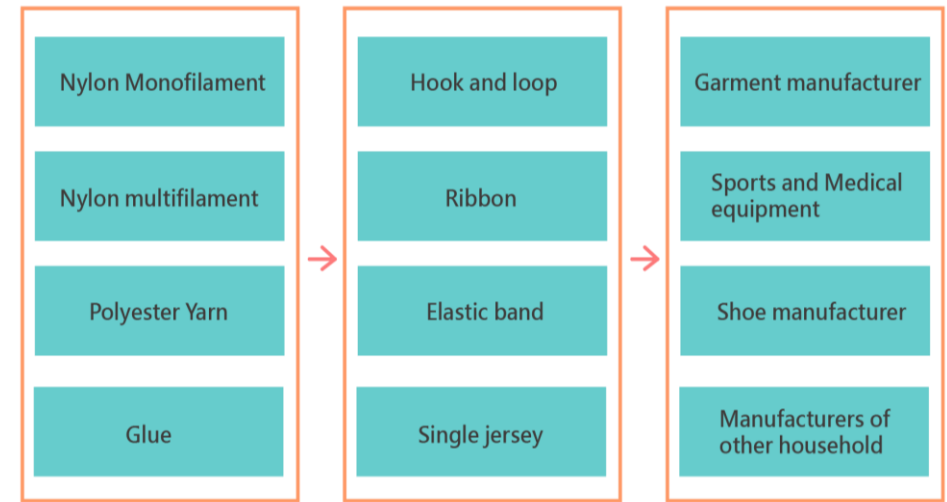 Nylon Monofilament
Nylon multifilament
Polyester Yarn
Glue
Hook and loop
Ribbon
Elastic band
Single jersey
Garment manufacturer
Sports and Medical
equipment
Shoe manufacturer
Manufacturers of
other household